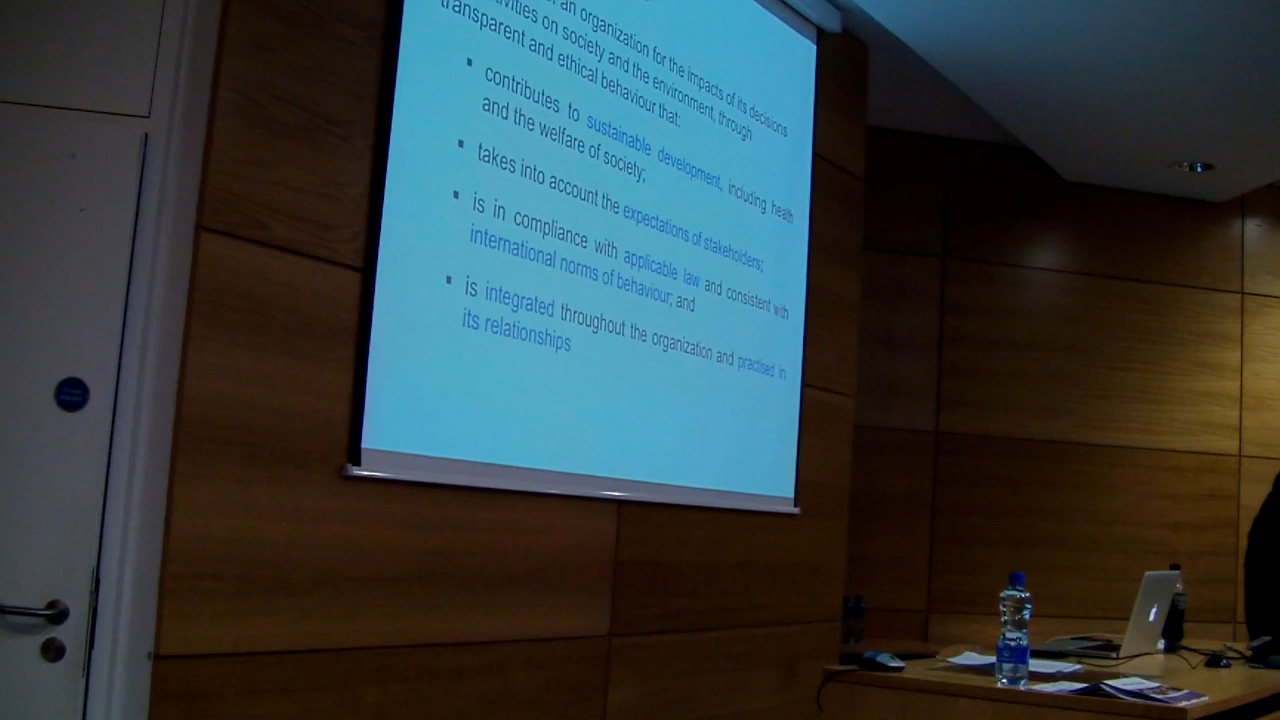 an organization for the impacts of its decisions
on society and the environment, through
transparent and ethical behaviour that:
▪ contributes to sustainable development, including health
and the welfare of society;
▪ takes into account the expectations of stakeholders;
▪ is in compliance with applicable law and consistent with
international norms of behaviour; and
▪ is integrated throughout the organization and practised in
its relationships